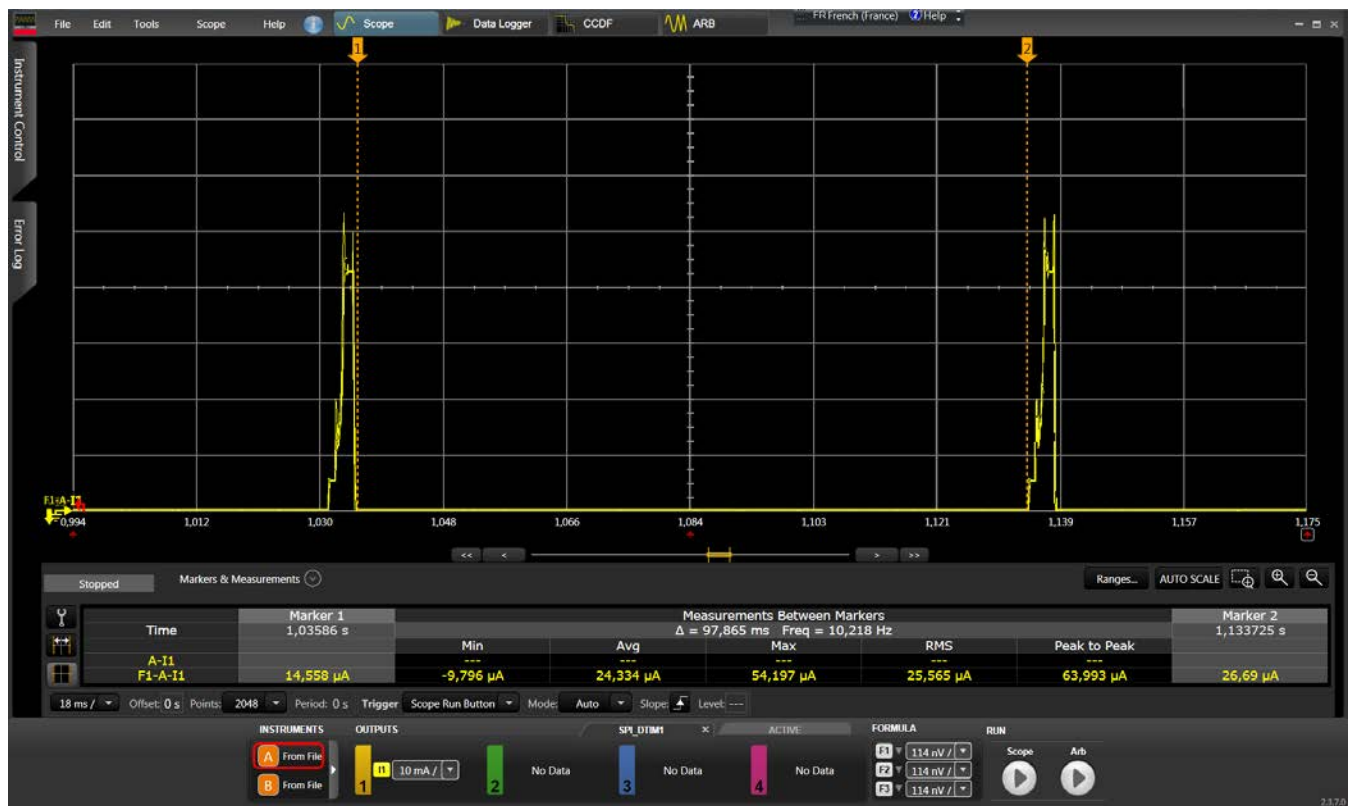 File Edit Tools Scope Help Scope Data Logger CCDF ARB FR French (France) Help
1 2
Instrument Control
Error Log
F1-A-I1
0,994 1,012 1,030 1,048 1,066 1,084 1,103 1,121 1,139 1,157 1,175
<< < > >>
Stopped Markers & Measurements Ranges... AUTO SCALE
Marker 1 Measurements Between Markers Marker 2
Time 1,03586 s Δ = 97,865 ms Freq = 10,218 Hz 1,133725 s
Min Avg Max RMS Peak to Peak
A-I1 --- --- --- --- ---
F1-A-I1 14,558 µA -9,796 µA 24,334 µA 54,197 µA 25,565 µA 63,993 µA 26,69 µA
18 ms / Offset: 0 s Points: 2048 Period: 0 s Trigger Scope Run Button Mode: Auto Slope: Level: ---
INSTRUMENTS OUTPUTS SPI_DTIM1 × ACTIVE FORMULA RUN
A From File 1 I1 10 mA / 2 No Data 3 No Data 4 No Data F1 114 nV / Scope Arb
F2 114 nV /
B From File F3 114 nV /
2.3.7.0